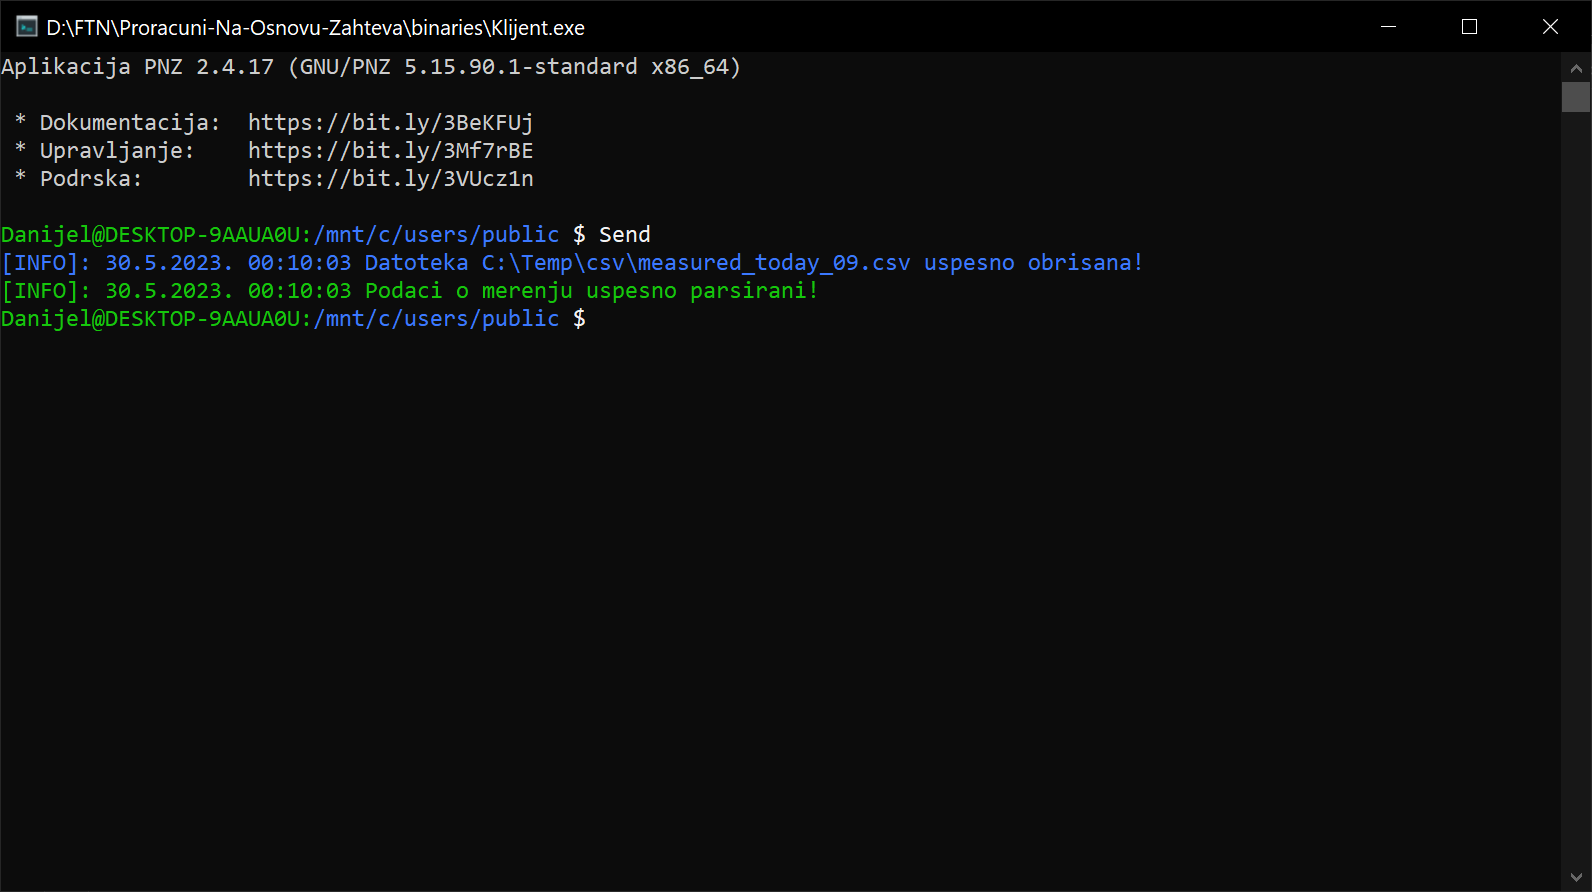 D:\FTN\Proracuni-Na-Osnovu-Zahteva\binaries\Klijent.exe
Aplikacija PNZ 2.4.17 (GNU/PNZ 5.15.90.1-standard x86_64)
* Dokumentacija: https://bit.ly/3BeKFUj
* Upravljanje: https://bit.ly/3Mf7rBE
* Podrska: https://bit.ly/3VUcz1n
Danijel@DESKTOP-9AAUA0U:/mnt/c/users/public $ Send
[INFO]: 30.5.2023. 00:10:03 Datoteka C:\Temp\csv\measured_today_09.csv uspesno obrisana!
[INFO]: 30.5.2023. 00:10:03 Podaci o merenju uspesno parsirani!
Danijel@DESKTOP-9AAUA0U:/mnt/c/users/public $